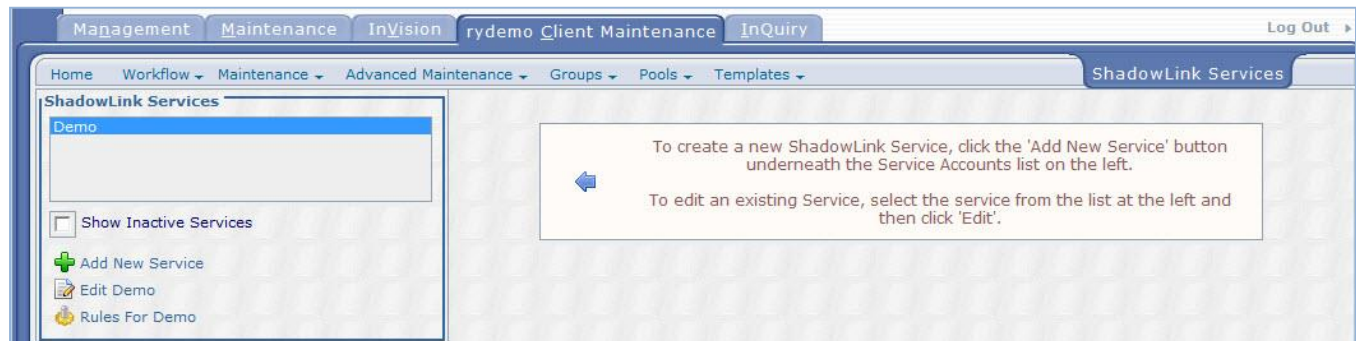 Management Maintenance InVision rydemo Client Maintenance InQuiry Log Out
Home Workflow Maintenance Advanced Maintenance Groups Pools Templates ShadowLink Services
ShadowLink Services
Demo
Show Inactive Services
Add New Service
Edit Demo
Rules For Demo
To create a new ShadowLink Service, click the 'Add New Service' button
underneath the Service Accounts list on the left.
To edit an existing Service, select the service from the list at the left and
then click 'Edit'.